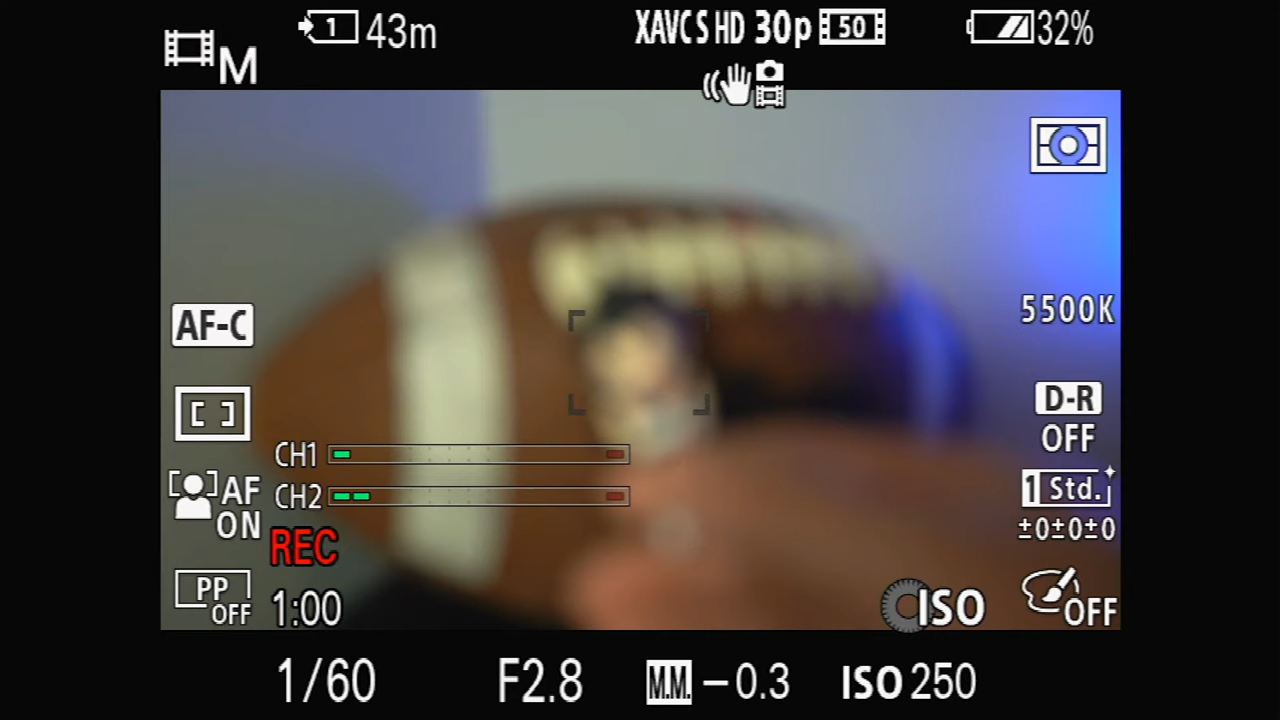 M
1 43m
XAVC S HD 30p 50
32%
AF-C
5500K
D-R
OFF
CH1
CH2
AF
ON
1 Std.
±0±0±0
REC
PP
OFF
1:00
ISO
OFF
1/60
F2.8
M.M. −0.3
ISO 250